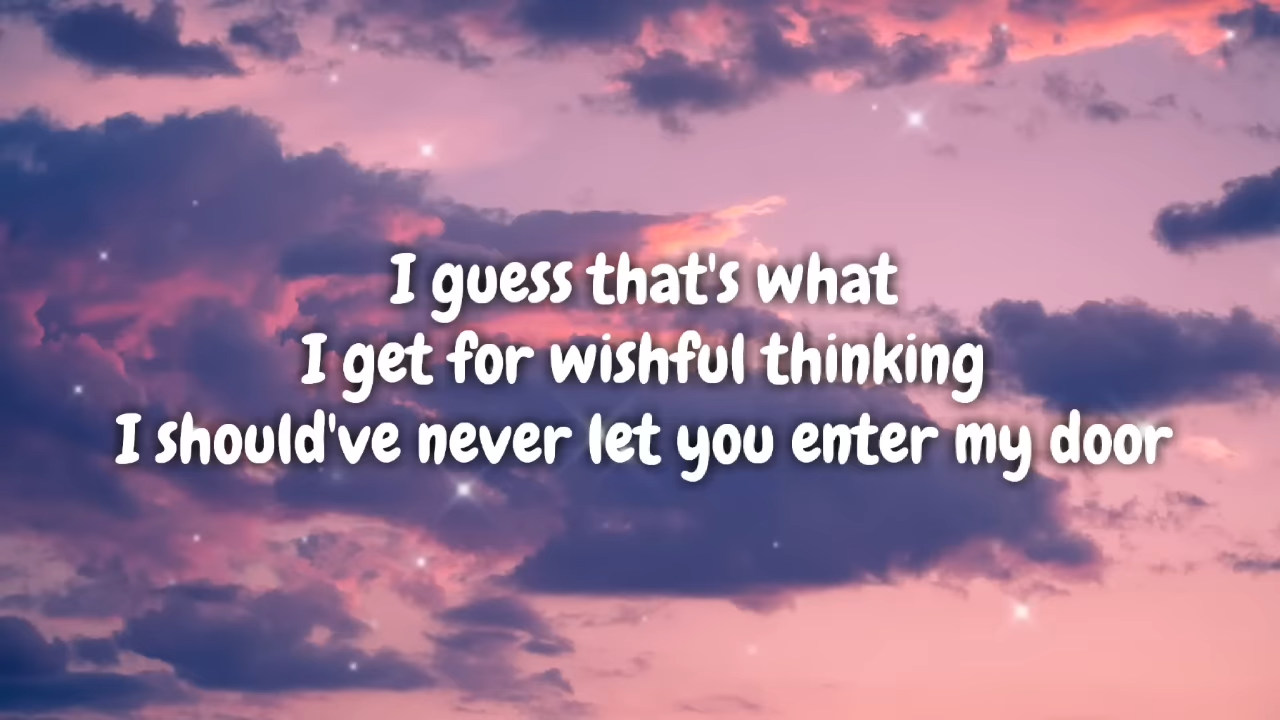 I guess that's what
I get for wishful thinking
I should've never let you enter my door